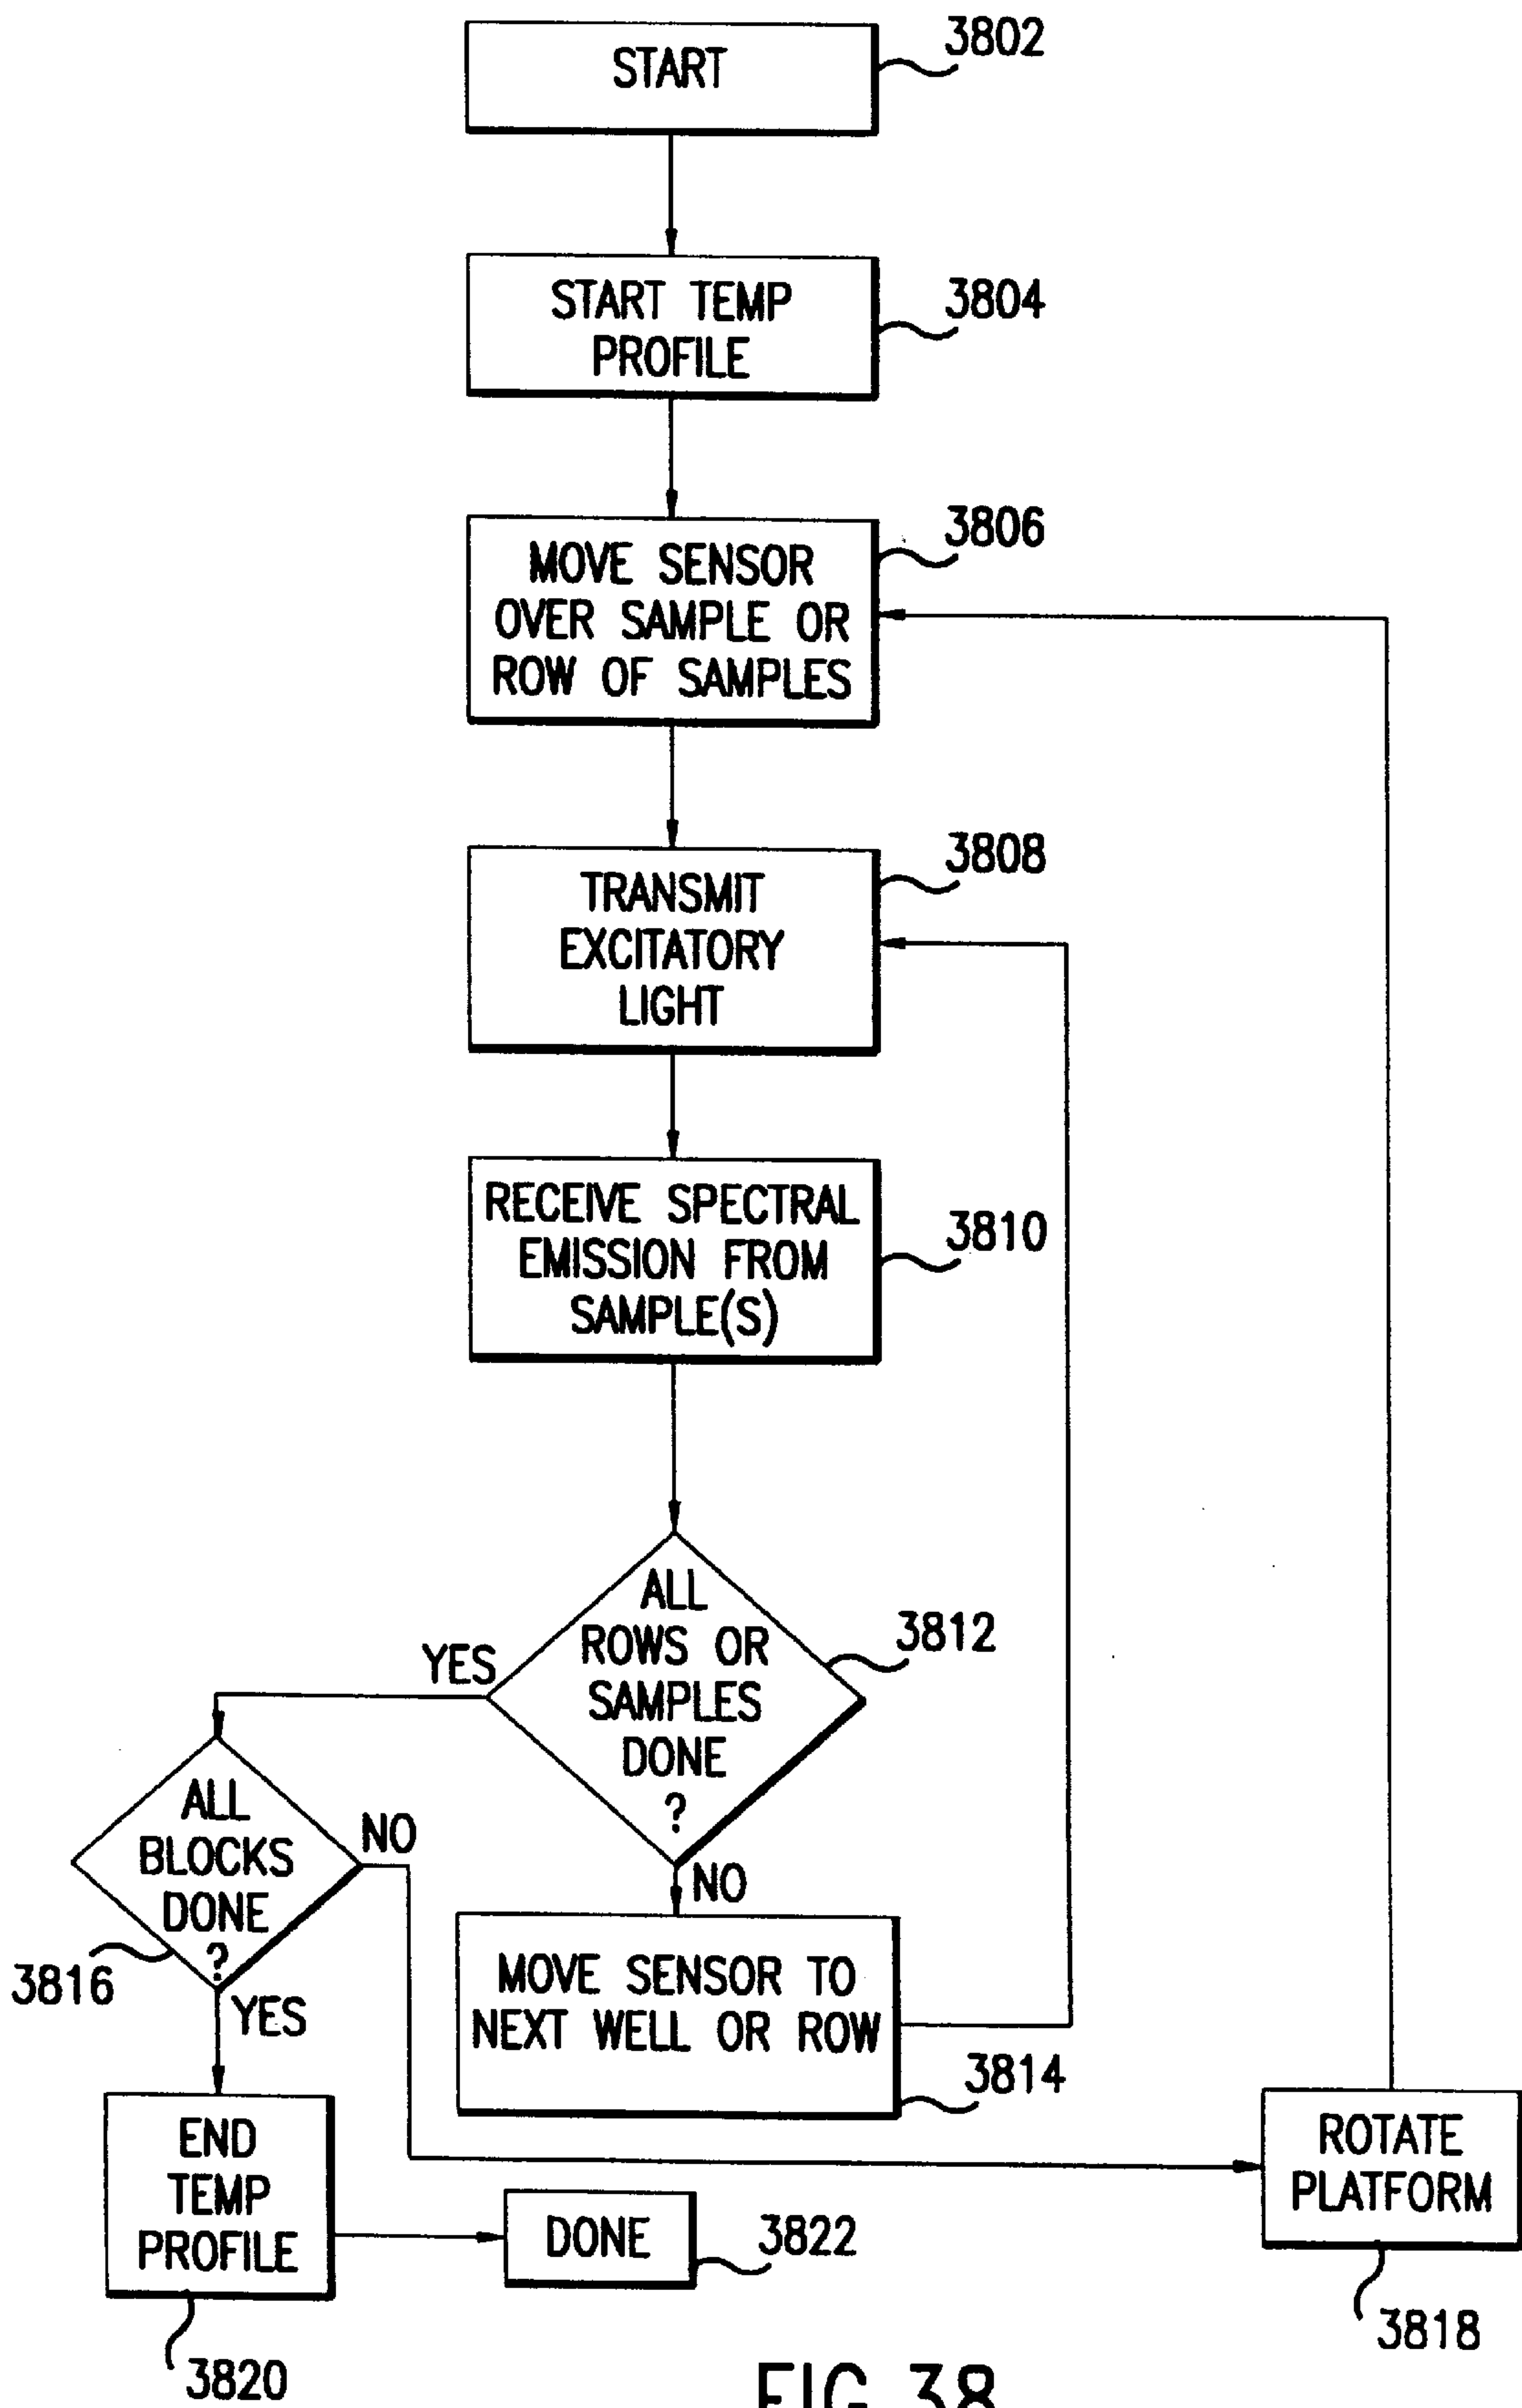 START
3802
START TEMP
PROFILE
3804
MOVE SENSOR
OVER SAMPLE OR
ROW OF SAMPLES
3806
TRANSMIT
EXCITATORY
LIGHT
3808
RECEIVE SPECTRAL
EMISSION FROM
SAMPLE(S)
3810
ALL
ROWS OR
SAMPLES
DONE
?
3812
YES
NO
ALL
BLOCKS
DONE
?
3816
NO
YES
MOVE SENSOR TO
NEXT WELL OR ROW
3814
END
TEMP
PROFILE
3820
DONE
3822
ROTATE
PLATFORM
3818
FIG.38